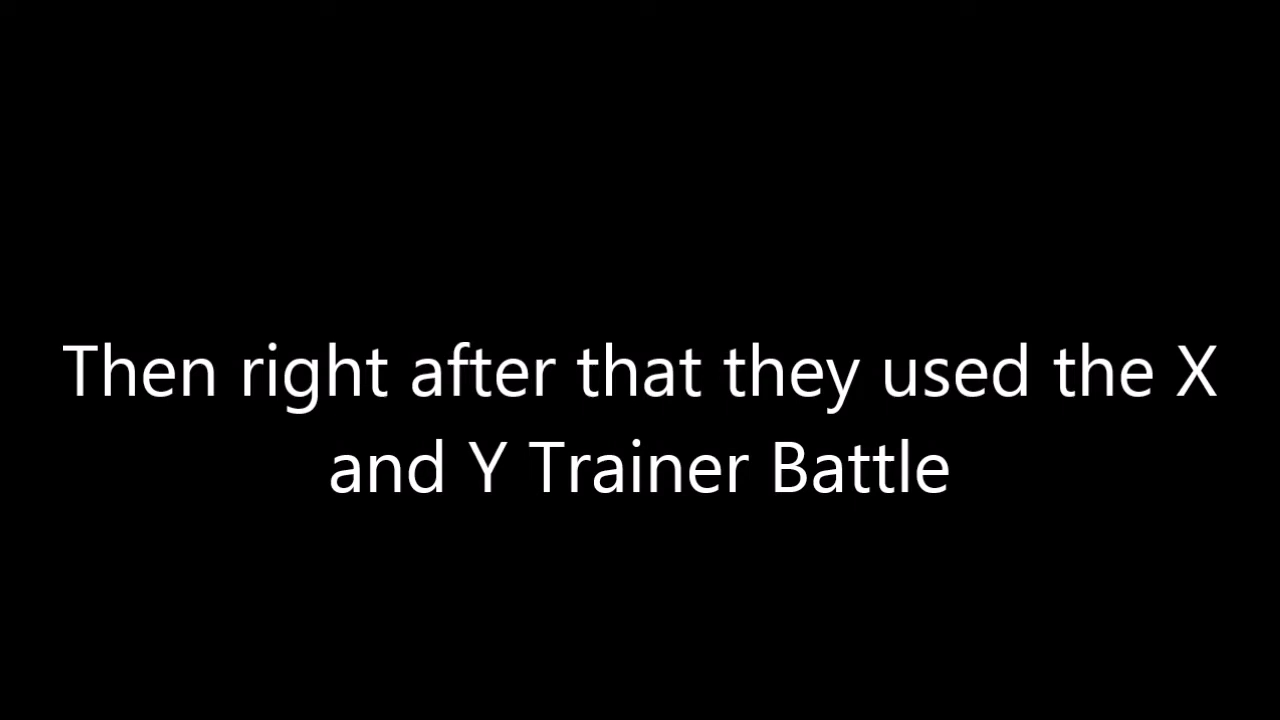 Then right after that they used the X
and Y Trainer Battle